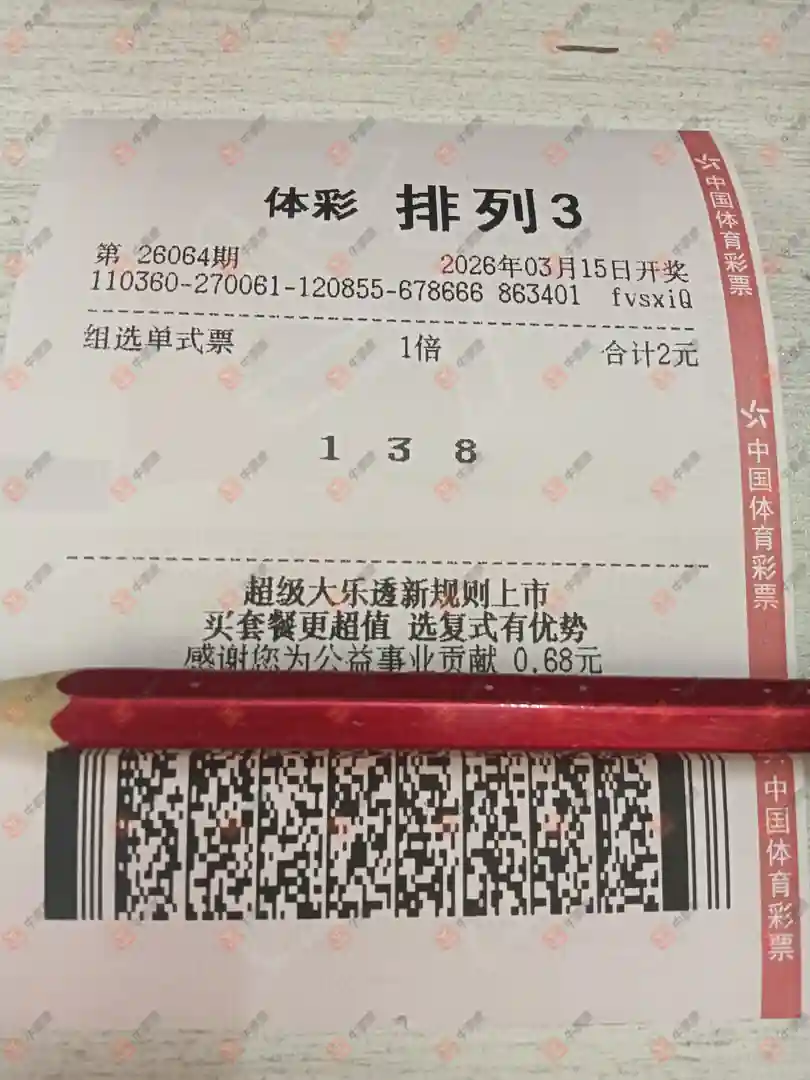 体彩 排列3
第 26064期 2026年03月15日开奖
110360-270061-120855-678666 863401 fvsxiQ
组选单式票 1倍 合计2元
1 3 8
超级大乐透新规则上市
买套餐更超值 选复式有优势
感谢您为公益事业贡献 0.68元
中国体育彩票
中国体育彩票
中国体育彩票